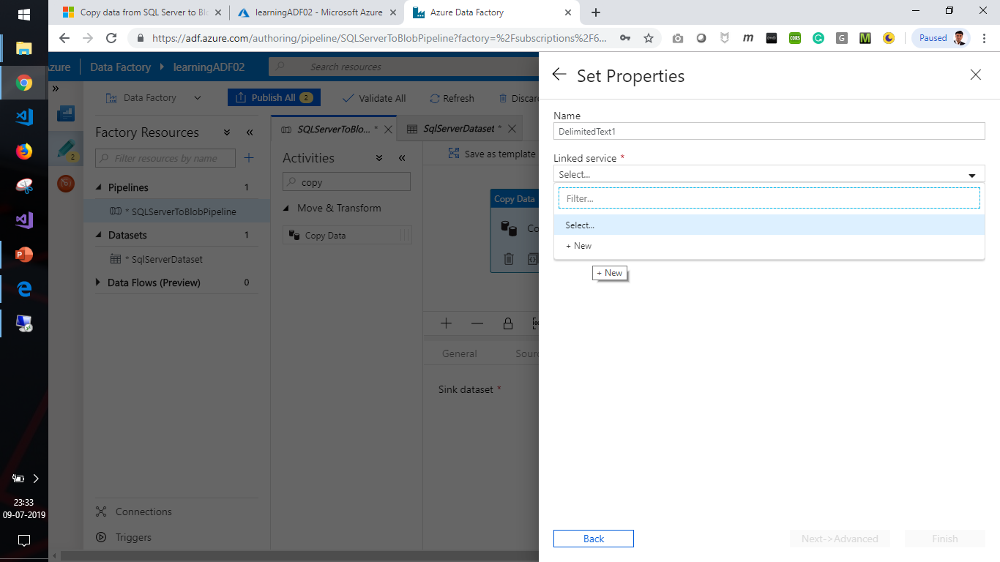 Copy data from SQL Server to Blo
learningADF02 - Microsoft Azure
Azure Data Factory
https://adf.azure.com/authoring/pipeline/SQLServerToBlobPipeline?factory=%2Fsubscriptions%2F6...
Paused
Azure
Data Factory
learningADF02
Search resources
Data Factory
Publish All 2
Validate All
Refresh
Discard
Factory Resources
Filter resources by name
Pipelines 1
* SQLServerToBlobPipeline
Datasets 1
* SqlServerDataset
Data Flows (Preview) 0
Connections
Triggers
2
SQLServerToBlo... *
SqlServerDataset *
Activities
copy
Move & Transform
Copy Data
Save as template
Copy Data
Co
General
Sour
Sink dataset *
Set Properties
Name
DelimitedText1
Linked service *
Select...
Filter...
Select...
+ New
+ New
Back
Next->Advanced
Finish
23:33
09-07-2019